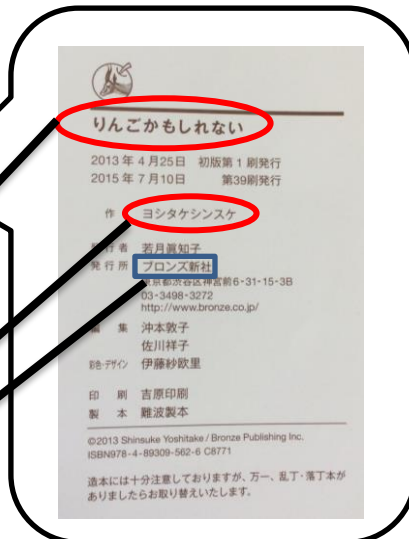 りんごかもしれない
2013年4月25日 初版第1刷発行
2015年7月10日 第39刷発行
作 ヨシタケシンスケ
行者 若月眞知子
発行所 ブロンズ新社
東京都渋谷区神宮前6-31-15-3B
03-3498-3272
http://www.bronze.co.jp/
編 集 沖本敦子
佐川祥子
彩色・デザイン 伊藤紗欧里
印 刷 吉原印刷
製 本 難波製本
©2013 Shinsuke Yoshitake / Bronze Publishing Inc.
ISBN978-4-89309-562-6 C8771
造本には十分注意しておりますが、万一、乱丁・落丁本が
ありましたらお取り替えいたします。